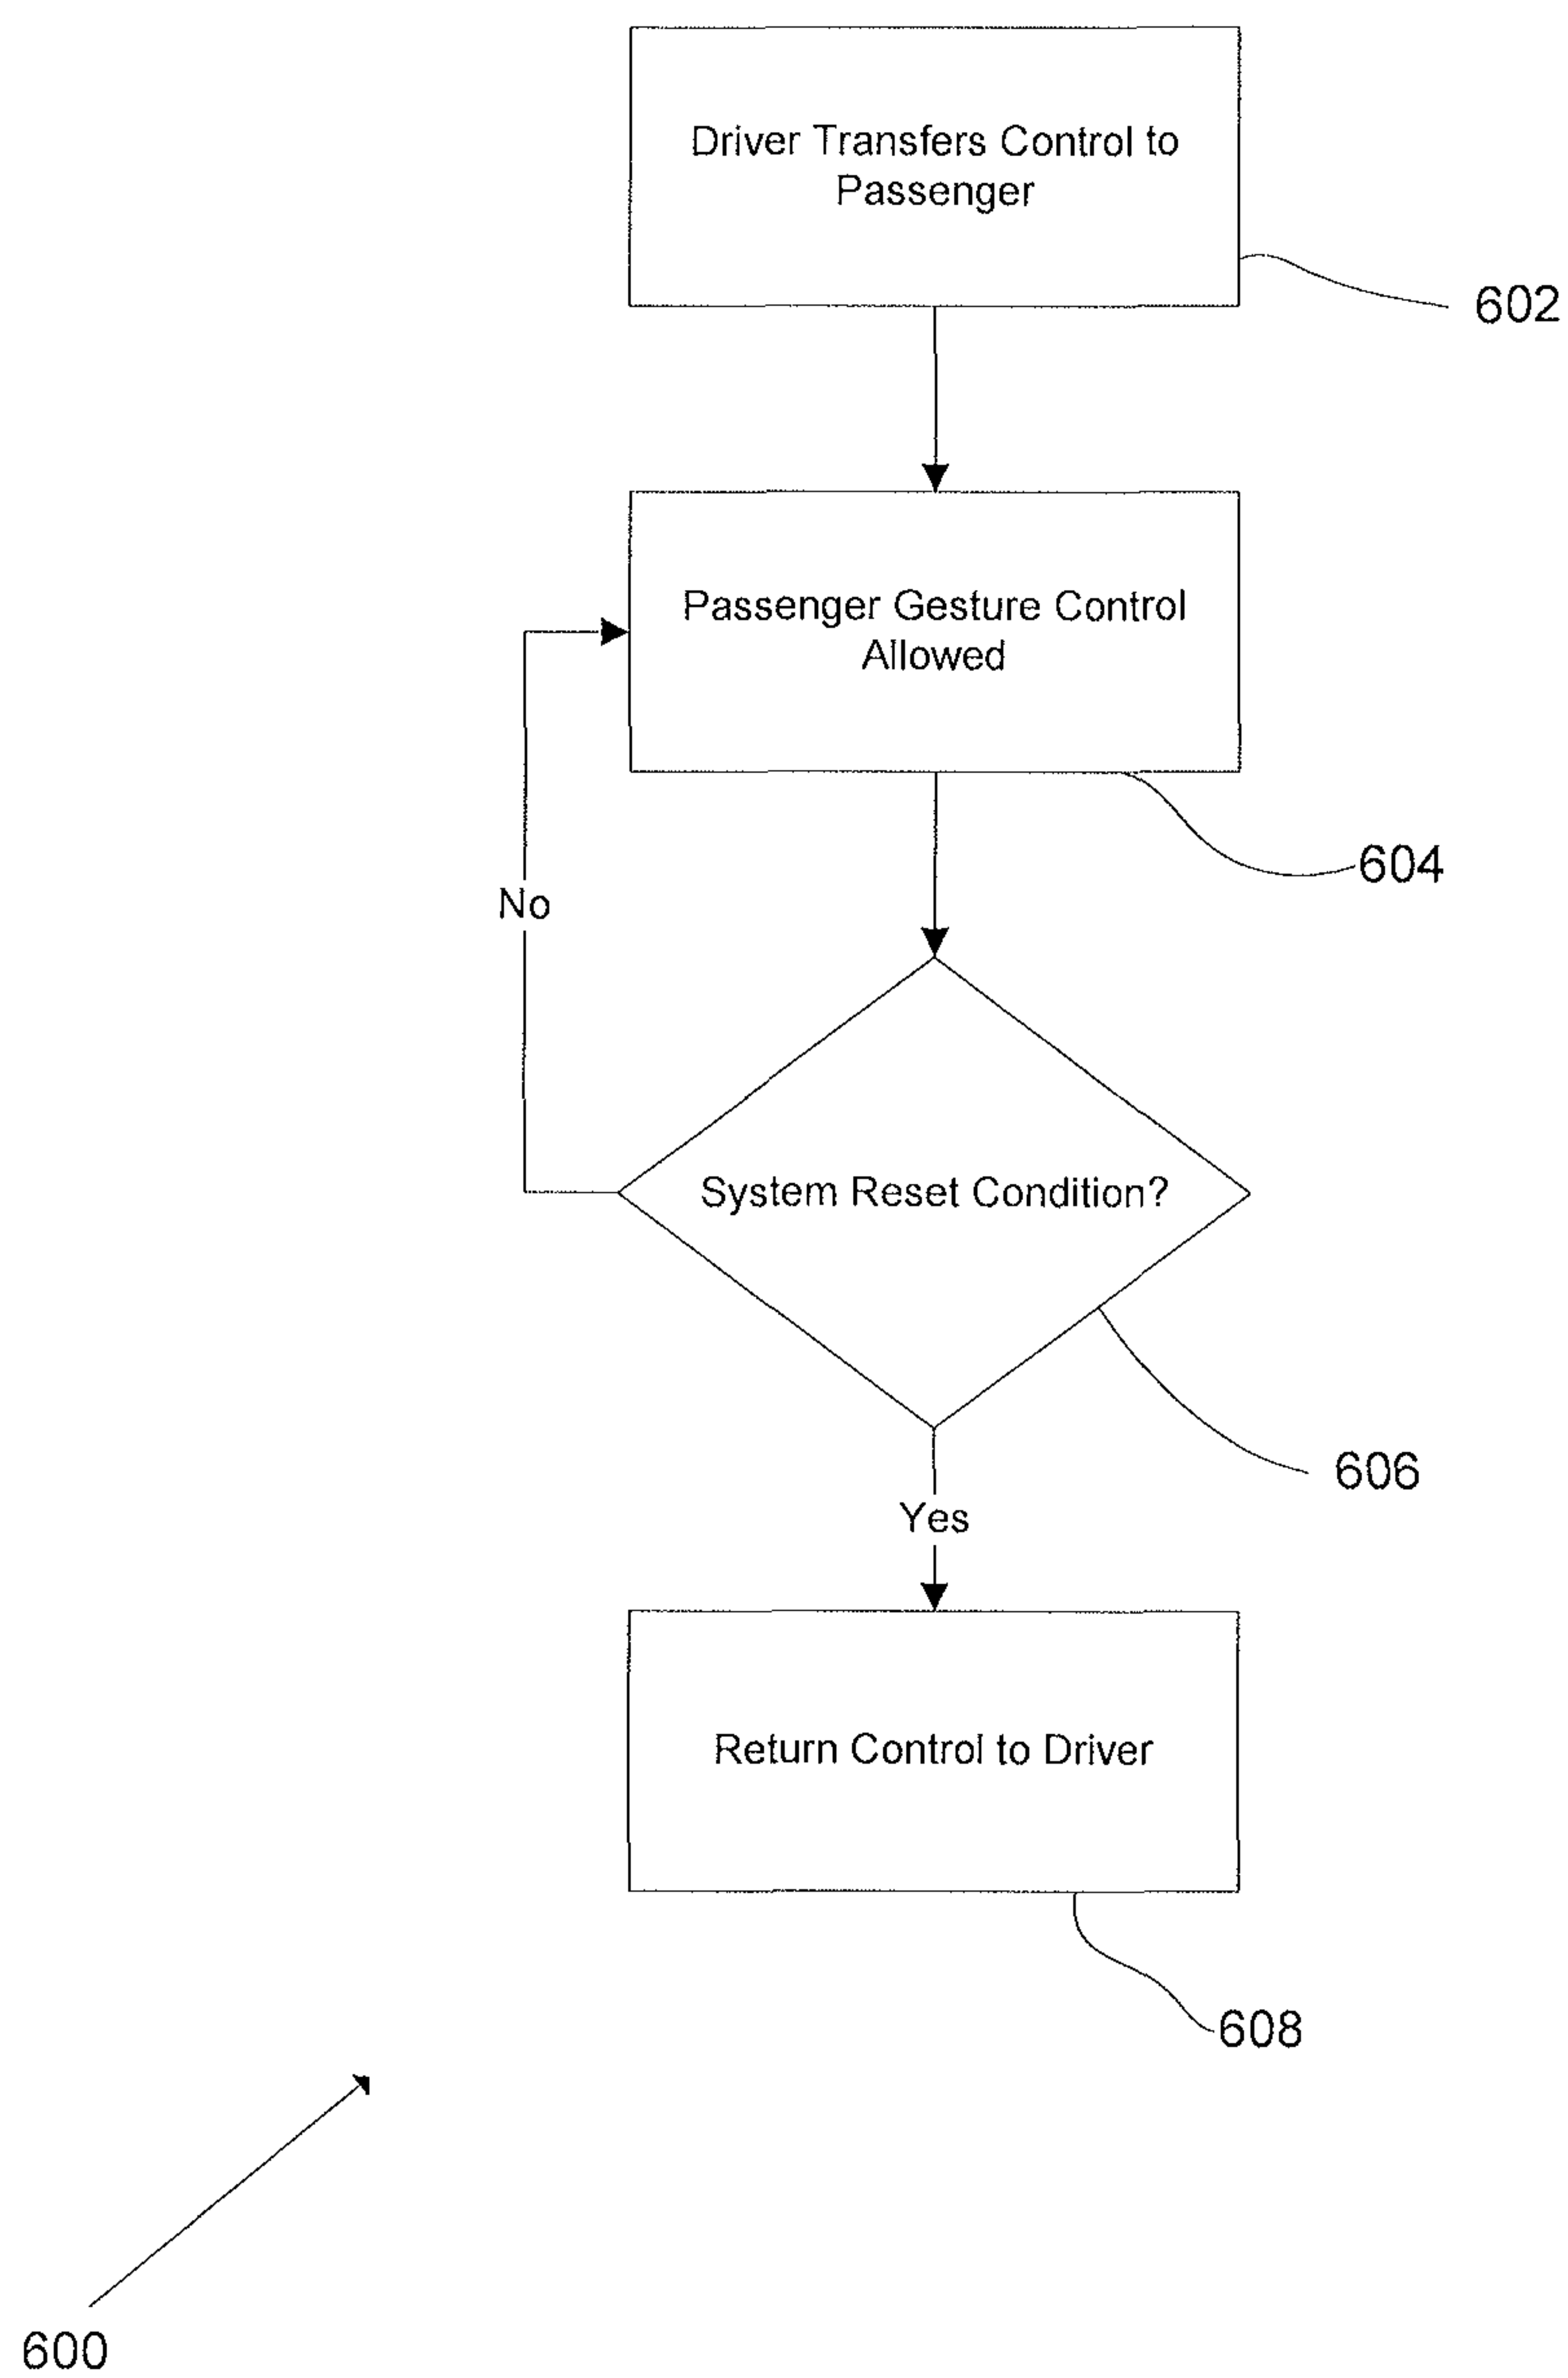 Driver Transfers Control to
Passenger
602
Passenger Gesture Control
Allowed
604
No
System Reset Condition?
606
Yes
Return Control to Driver
608
600